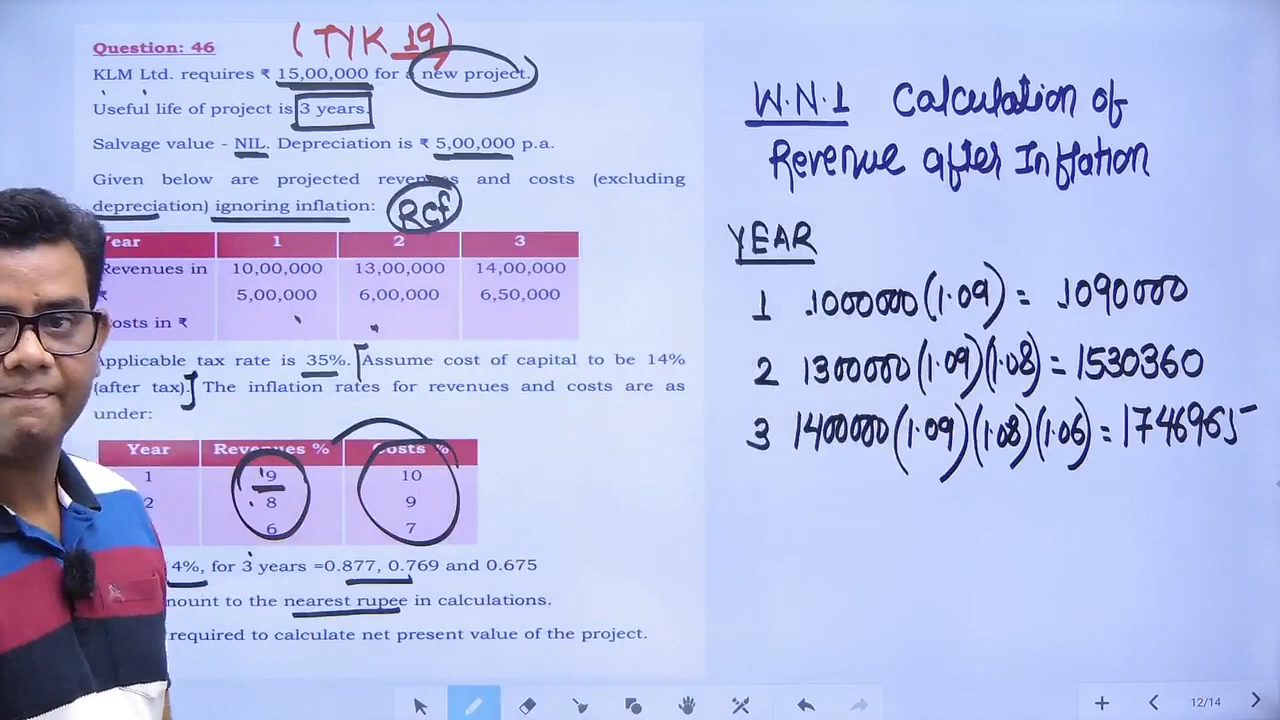 Question: 46 (TYK 19)
KLM Ltd. requires ₹ 15,00,000 for a new project.
Useful life of project is 3 years.
Salvage value - NIL. Depreciation is ₹ 5,00,000 p.a.
Given below are projected revenues and costs (excluding
depreciation) ignoring inflation: RCF
Year 1 2 3
Revenues in 10,00,000 13,00,000 14,00,000
₹ 5,00,000 6,00,000 6,50,000
Costs in ₹
Applicable tax rate is 35%. [Assume cost of capital to be 14%
(after tax).] The inflation rates for revenues and costs are as
under:
Year Revenues % Costs %
1 9 10
2 8 9
6 7
4%, for 3 years =0.877, 0.769 and 0.675
mount to the nearest rupee in calculations.
required to calculate net present value of the project.
W.N.1 Calculation of
Revenue after Inflation
YEAR
1 1000000(1.09) = 1090000
2 1300000(1.09)(1.08) = 1530360
3 1400000(1.09)(1.08)(1.06) = 1746965
12/14